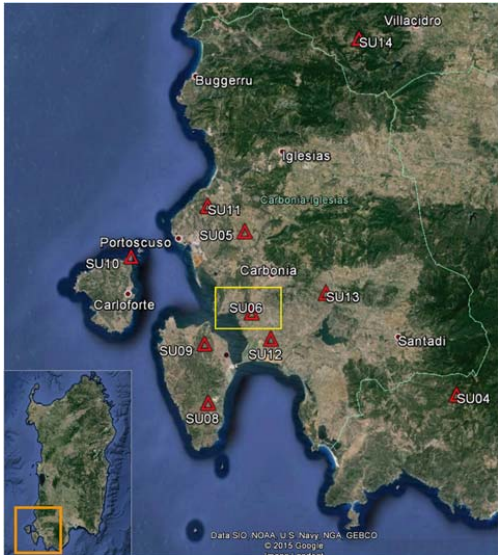 Villacidro
SU14
Buggerru
Iglesias
Carbonia-Iglesias
SU11
SU05
Portoscuso
SU10
Carbonia
Carloforte
SU13
SU06
SU09
SU12
Santadi
SU04
SU08
Data SIO, NOAA, U.S. Navy, NGA, GEBCO
© 2015 Google